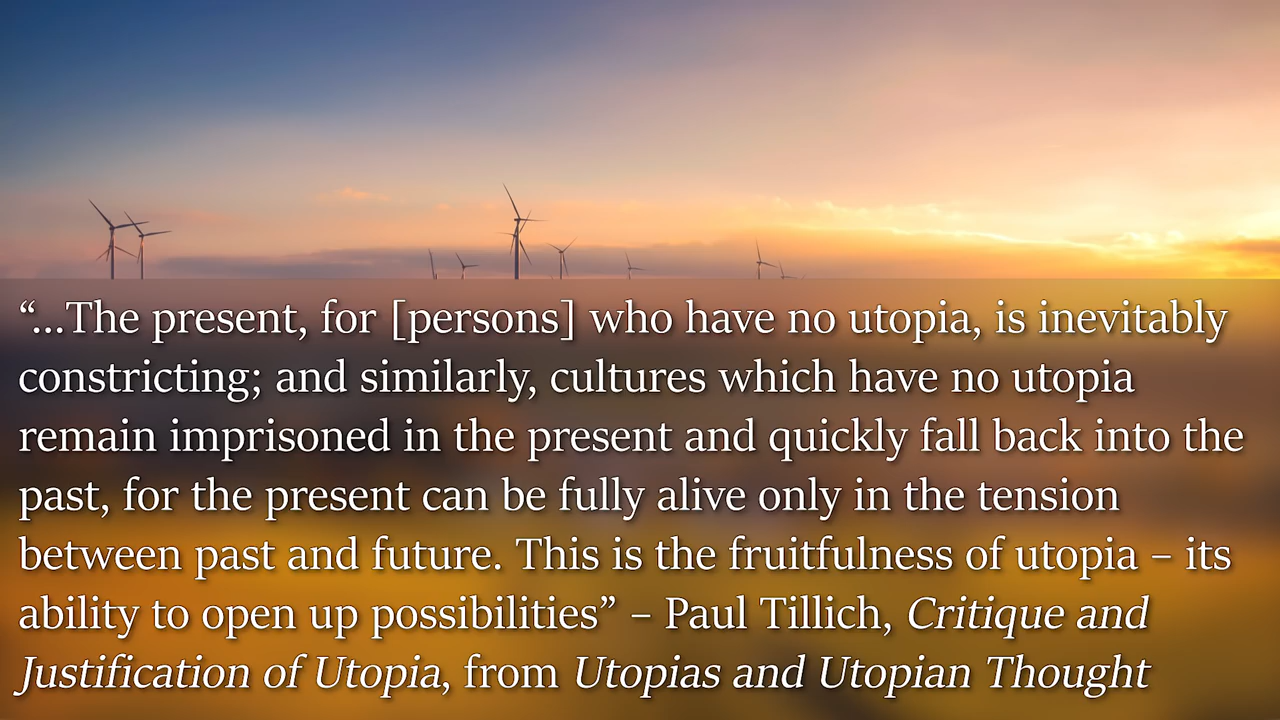 “…The present, for [persons] who have no utopia, is inevitably
constricting; and similarly, cultures which have no utopia
remain imprisoned in the present and quickly fall back into the
past, for the present can be fully alive only in the tension
between past and future. This is the fruitfulness of utopia – its
ability to open up possibilities” – Paul Tillich, Critique and
Justification of Utopia, from Utopias and Utopian Thought